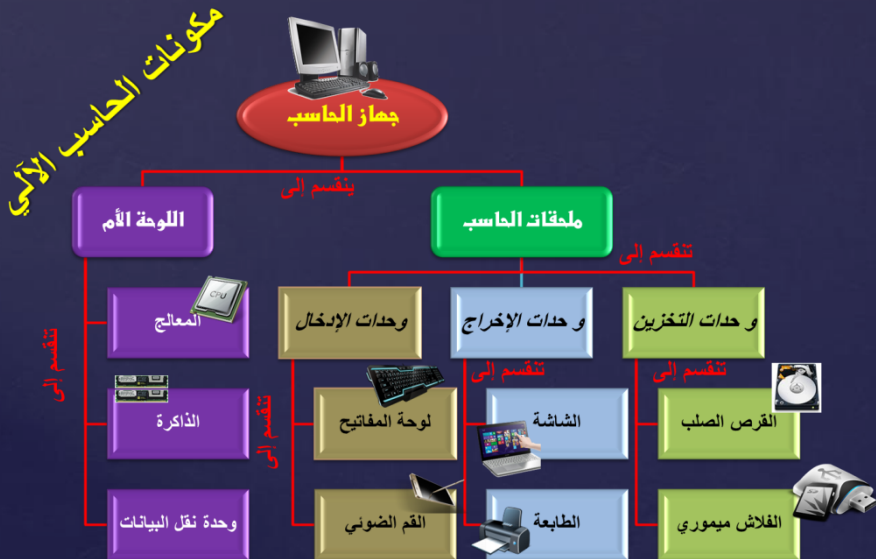 مكونات الحاسب الآلي
جهاز الحاسب
ينقسم إلى
ملحقات الحاسب
اللوحة الأم
تنقسم إلى
و حدات التخزين
و حدات الإخراج
وحدات الإدخال
المعالج
CPU
تنقسم إلى
تنقسم إلى
تنقسم إلى
تنقسم إلى
القرص الصلب
الشاشة
لوحة المفاتيح
الذاكرة
الفلاش ميموري
الطابعة
القم الضوئي
وحدة نقل البيانات